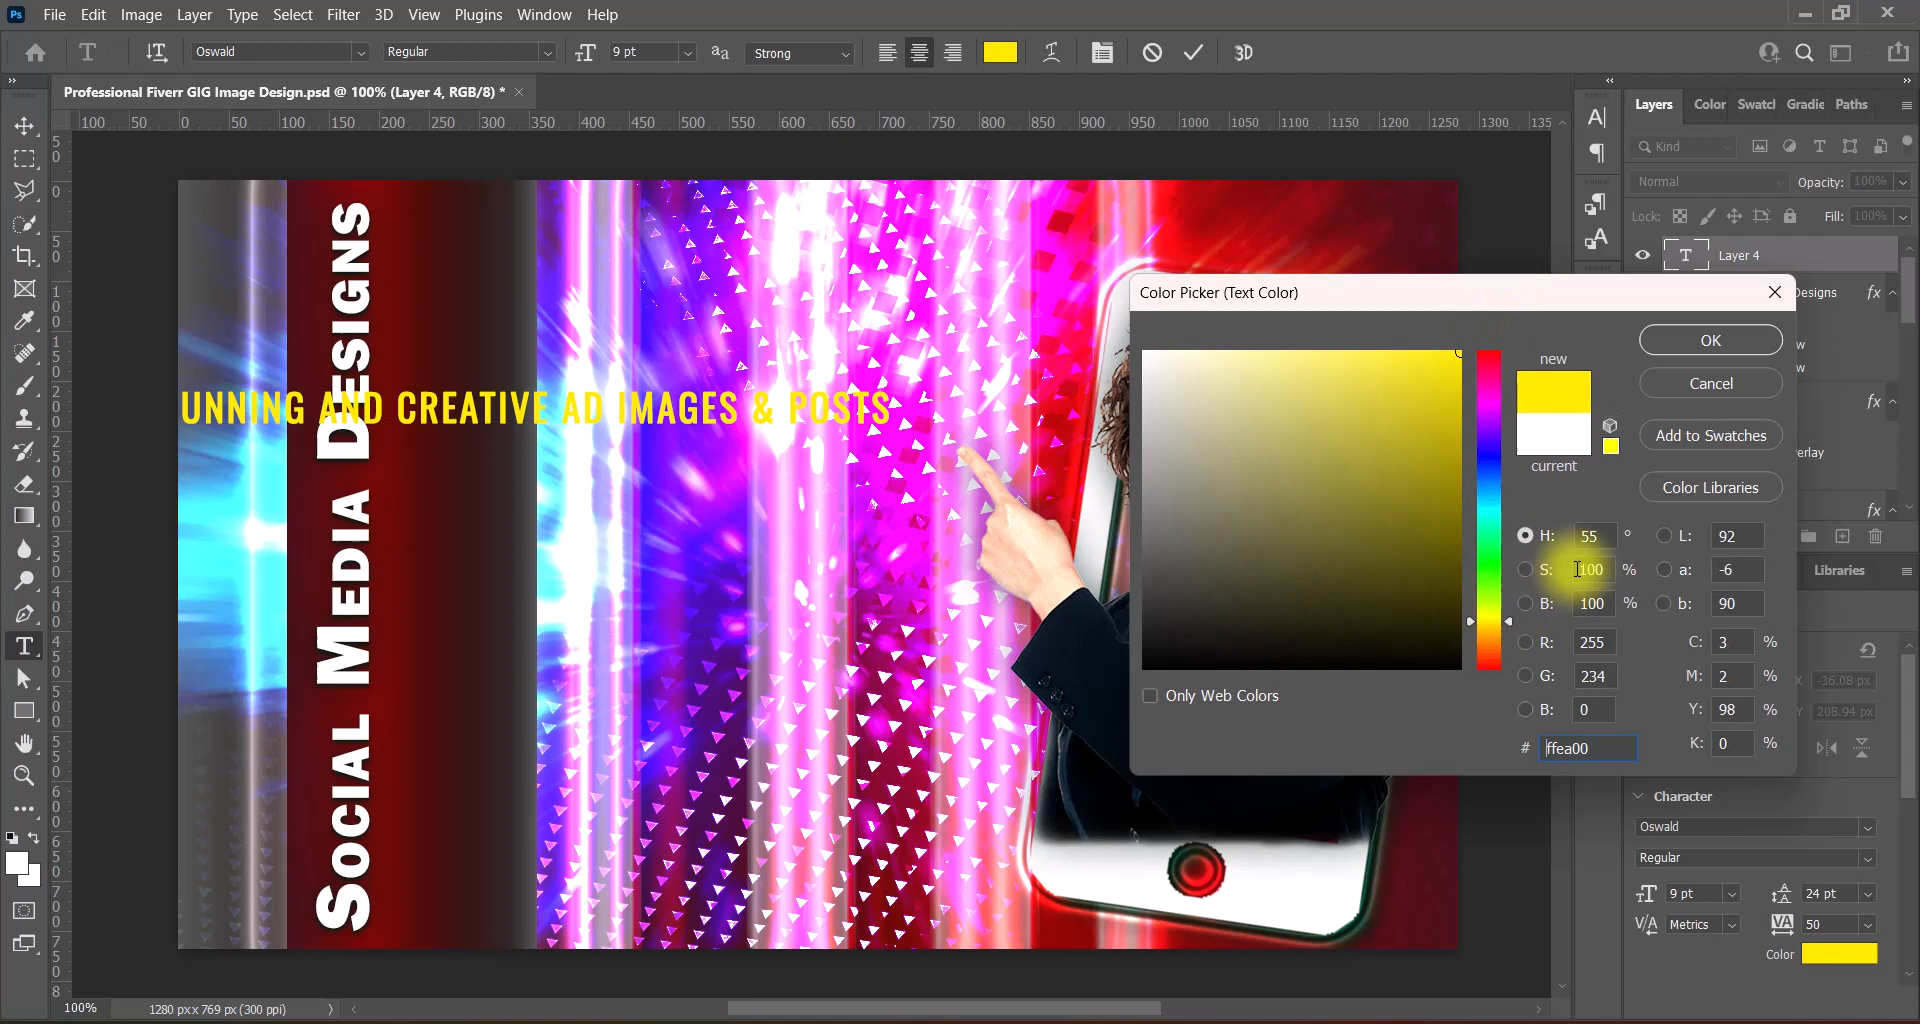 Ps File Edit Image Layer Type Select Filter 3D View Plugins Window Help
Oswald Regular 9 pt Strong 3D
Professional Fiverr GIG Image Design.psd @ 100% (Layer 4, RGB/8) *
100 50 0 50 100 150 200 250 300 350 400 450 500 550 600 650 700 750 800 850 900 950 1000 1050 1100 1150 1200 1250 1300 135
SOCIAL MEDIA DESIGNS
UNNING AND CREATIVE AD IMAGES & POSTS
Layers Color Swatcl Gradie Paths
Kind
Normal Opacity: 100%
Lock: Fill: 100%
Layer 4
Designs fx
fx
erlay
fx
Libraries
Color Picker (Text Color)
new
current
OK
Cancel
Add to Swatches
Color Libraries
H: 55 ° L: 92
S: 100 % a: -6
B: 100 % b: 90
R: 255 C: 3 %
G: 234 M: 2 %
B: 0 Y: 98 %
# ffea00 K: 0 %
Only Web Colors
X -36.08 px
Y 208.94 px
Character
Oswald
Regular
9 pt 24 pt
Metrics 50
Color
100% 1280 px x 769 px (300 ppi)